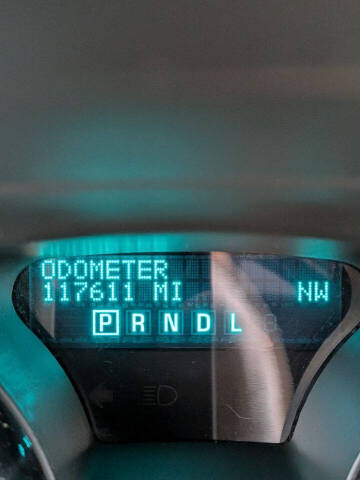 ODOMETER
117611 MI NW
P R N D L